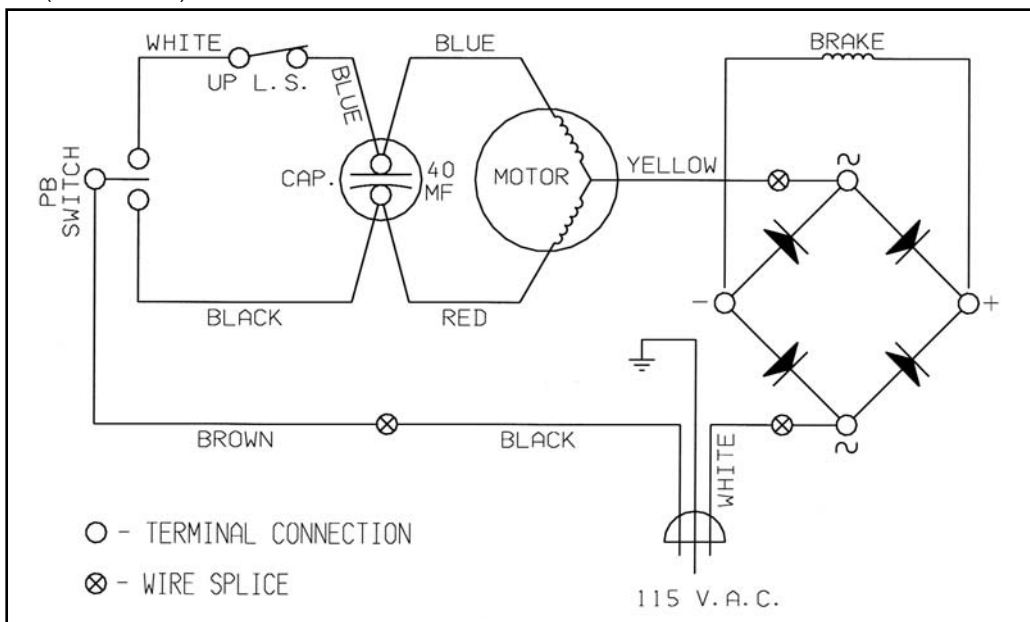 WHITE
UP L.S.
BLUE
BLUE
BRAKE
PB
SWITCH
CAP.
40
MF
MOTOR
YELLOW
-
+
BLACK
RED
BROWN
BLACK
WHITE
○ - TERMINAL CONNECTION
⊗ - WIRE SPLICE
115 V.A.C.